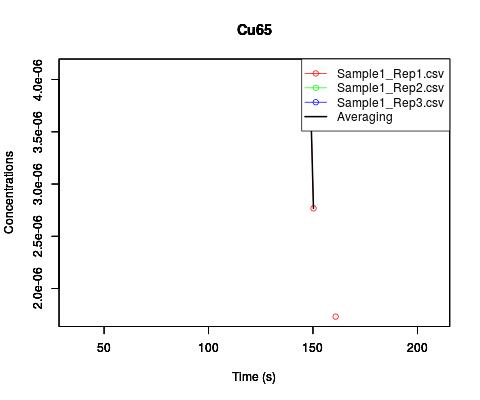 Cu65
Sample1_Rep1.csv
Sample1_Rep2.csv
Sample1_Rep3.csv
Averaging
Concentrations
4.0e-06
3.5e-06
3.0e-06
2.5e-06
2.0e-06
50 100 150 200
Time (s)